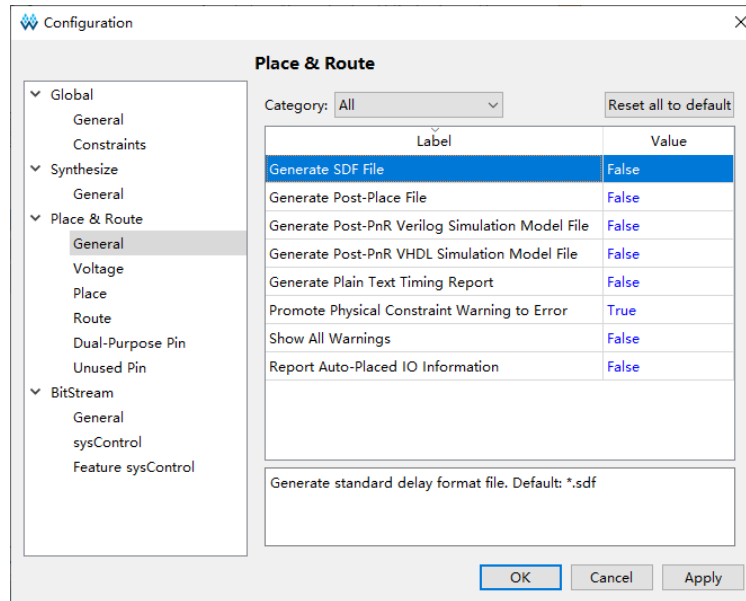 Configuration
Place & Route
Global
General
Constraints
Synthesize
General
Place & Route
General
Voltage
Place
Route
Dual-Purpose Pin
Unused Pin
BitStream
General
sysControl
Feature sysControl
Category: All Reset all to default
Label Value
Generate SDF File False
Generate Post-Place File False
Generate Post-PnR Verilog Simulation Model File False
Generate Post-PnR VHDL Simulation Model File False
Generate Plain Text Timing Report False
Promote Physical Constraint Warning to Error True
Show All Warnings False
Report Auto-Placed IO Information False
Generate standard delay format file. Default: *.sdf
OK Cancel Apply